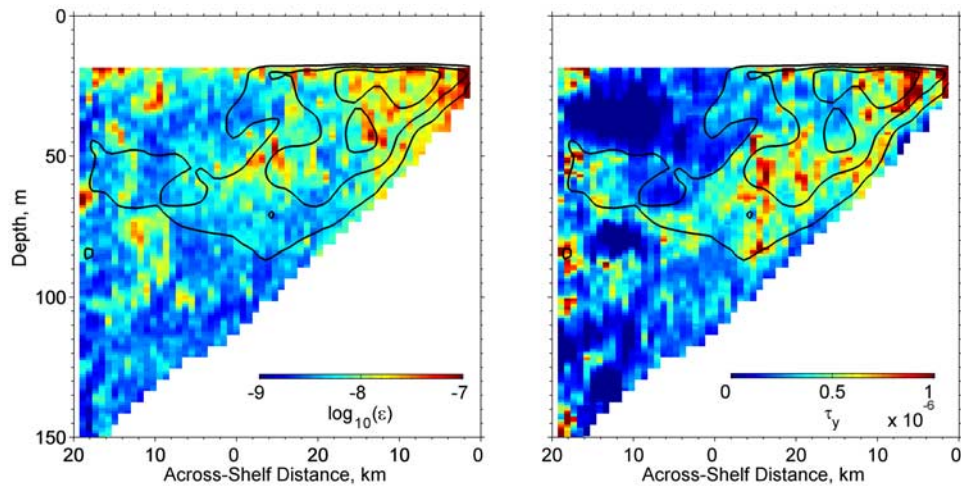 0
50
100
150
Depth, m
-9 -8 -7
log₁₀(ε)
20 10 0 20 10 0
Across-Shelf Distance, km
0 0.5 1
τ_y x 10⁻⁶
20 10 0 20 10 0
Across-Shelf Distance, km